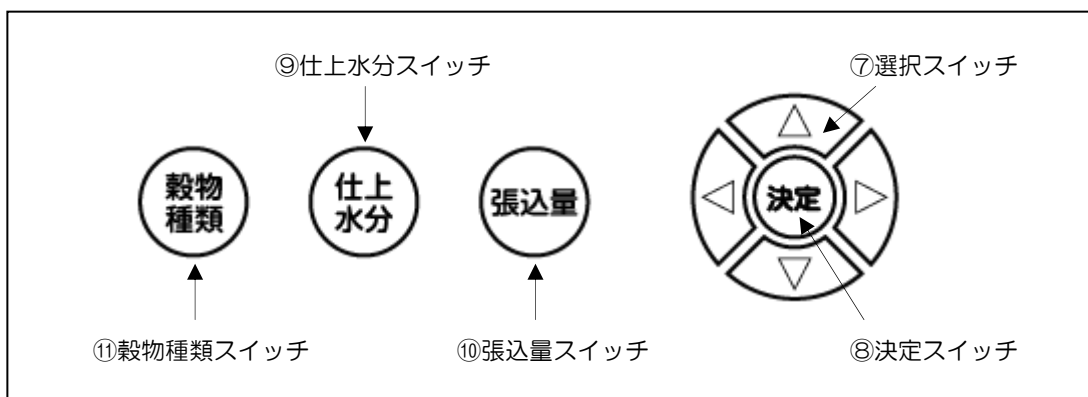 ⑨仕上水分スイッチ
⑦選択スイッチ
穀物
種類
仕上
水分
張込量
決定
⑪穀物種類スイッチ
⑩張込量スイッチ
⑧決定スイッチ